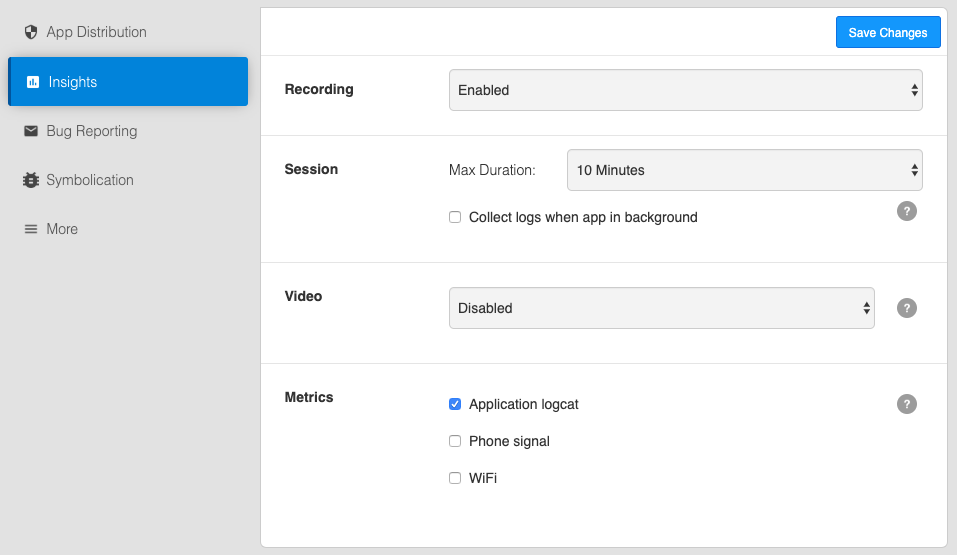 App Distribution
Insights
Bug Reporting
Symbolication
More
Save Changes
Recording
Enabled
Session
Max Duration:
10 Minutes
Collect logs when app in background
?
Video
Disabled
?
Metrics
Application logcat
?
Phone signal
WiFi